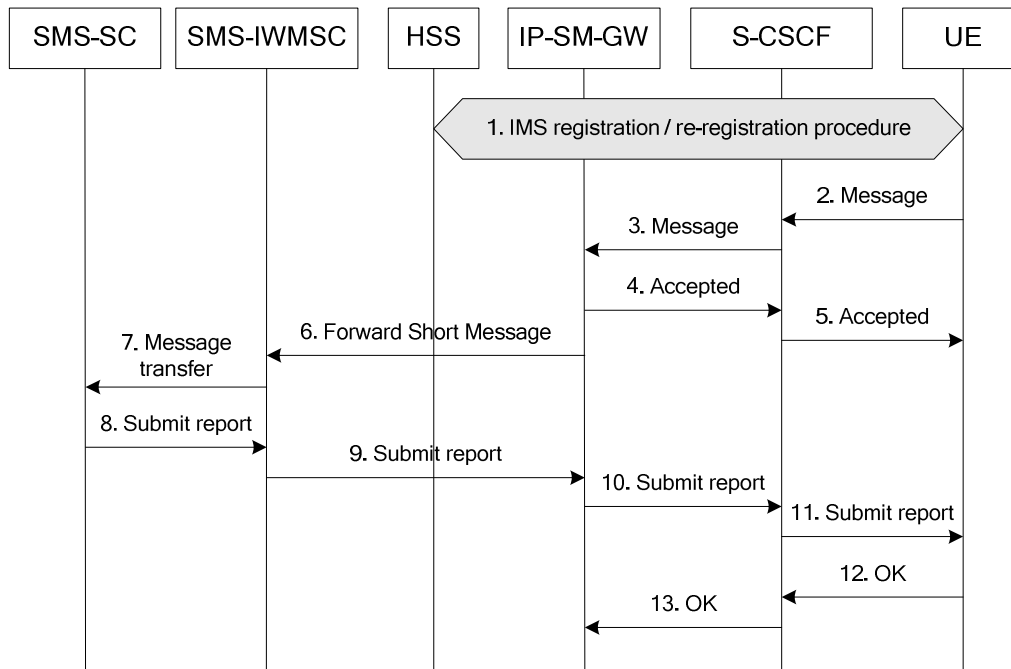 SMS-SC
SMS-IWMSC
HSS
IP-SM-GW
S-CSCF
UE
1. IMS registration / re-registration procedure
2. Message
3. Message
4. Accepted
5. Accepted
6. Forward Short Message
7. Message
transfer
8. Submit report
9. Submit report
10. Submit report
11. Submit report
12. OK
13. OK